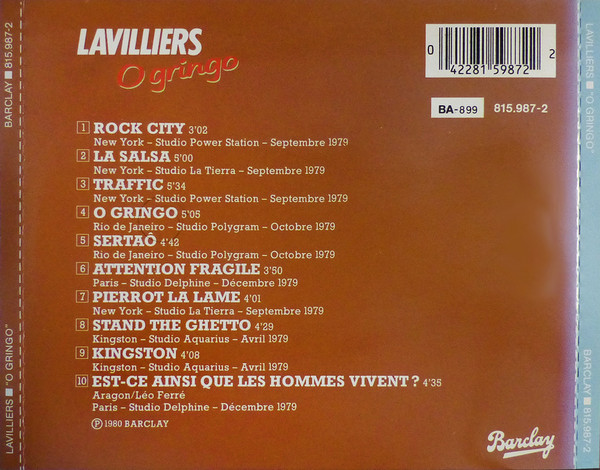 LAVILLIERS
O gringo
0 42281 59872 2
BA-899 815.987-2
1 ROCK CITY 3'02
New York – Studio Power Station – Septembre 1979
2 LA SALSA 5'00
New York – Studio La Tierra – Septembre 1979
3 TRAFFIC 5'34
New York – Studio Power Station – Septembre 1979
4 O GRINGO 5'05
Rio de Janeiro – Studio Polygram – Octobre 1979
5 SERTAÔ 4'42
Rio de Janeiro – Studio Polygram – Octobre 1979
6 ATTENTION FRAGILE 3'50
Paris – Studio Delphine – Décembre 1979
7 PIERROT LA LAME 4'01
New York – Studio La Tierra – Septembre 1979
8 STAND THE GHETTO 4'29
Kingston – Studio Aquarius – Avril 1979
9 KINGSTON 4'08
Kingston – Studio Aquarius – Avril 1979
10 EST-CE AINSI QUE LES HOMMES VIVENT ? 4'35
Aragon/Léo Ferré
Paris – Studio Delphine – Décembre 1979
℗ 1980 BARCLAY
Barclay
LAVILLIERS ■ "O GRINGO" BARCLAY ■ 815.987-2
LAVILLIERS ■ "O GRINGO" BARCLAY ■ 815.987-2